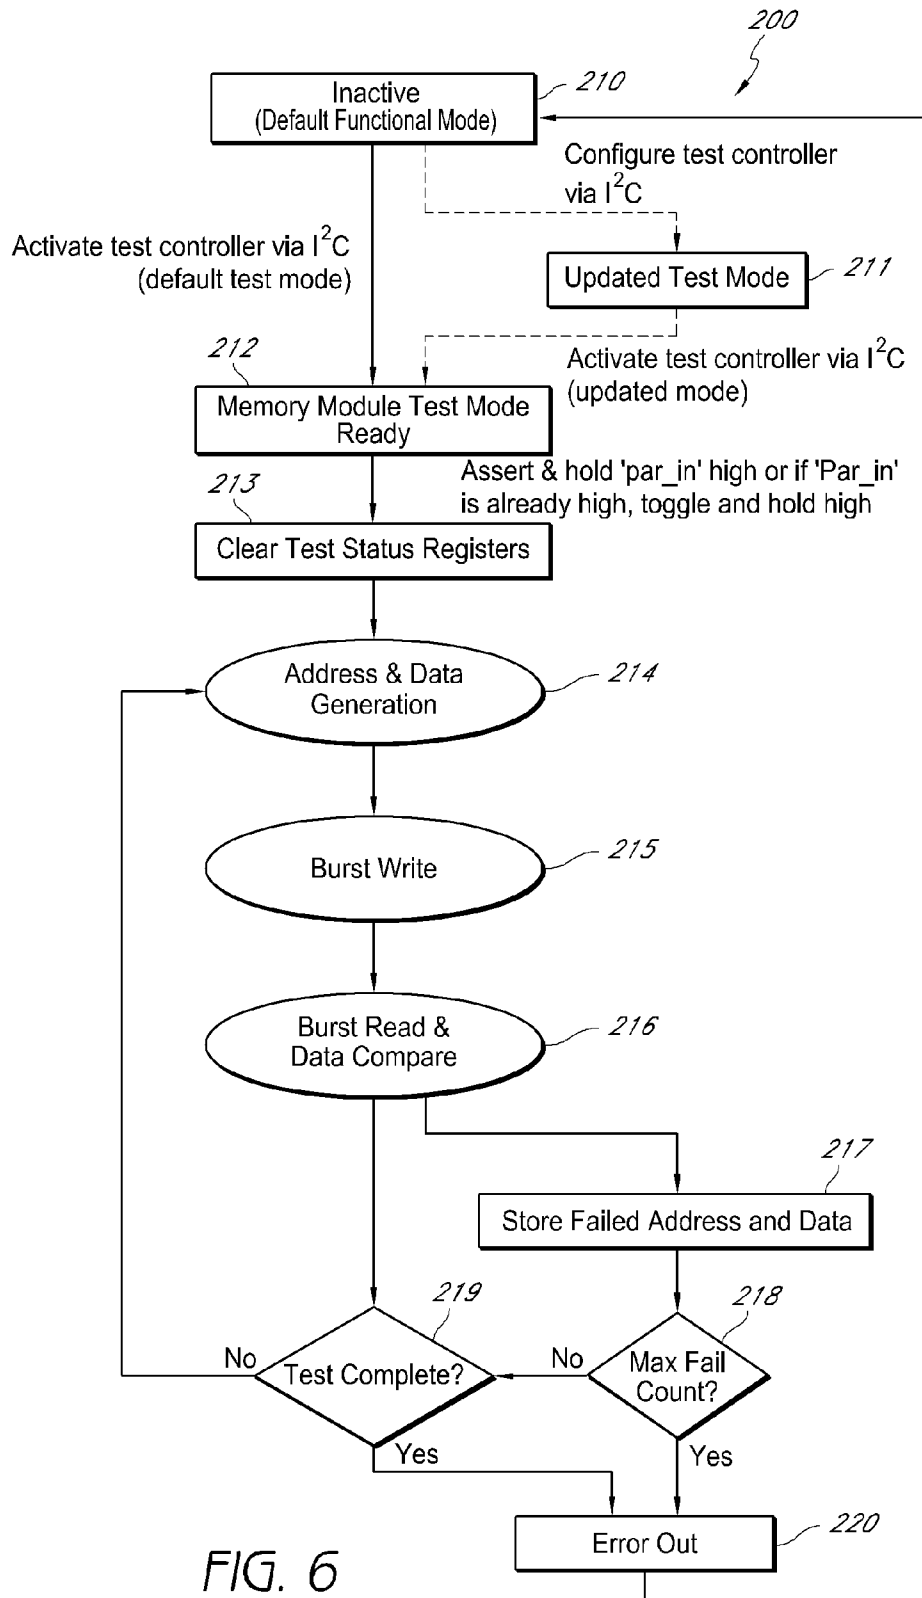 200
Inactive
(Default Functional Mode)
210
Configure test controller
via I²C
Activate test controller via I²C
(default test mode)
Updated Test Mode
211
Activate test controller via I²C
(updated mode)
212
Memory Module Test Mode
Ready
Assert & hold 'par_in' high or if 'Par_in'
is already high, toggle and hold high
213
Clear Test Status Registers
Address & Data
Generation
214
Burst Write
215
Burst Read &
Data Compare
216
217
Store Failed Address and Data
219
Test Complete?
No
Yes
218
Max Fail
Count?
No
Yes
Error Out
220
FIG. 6